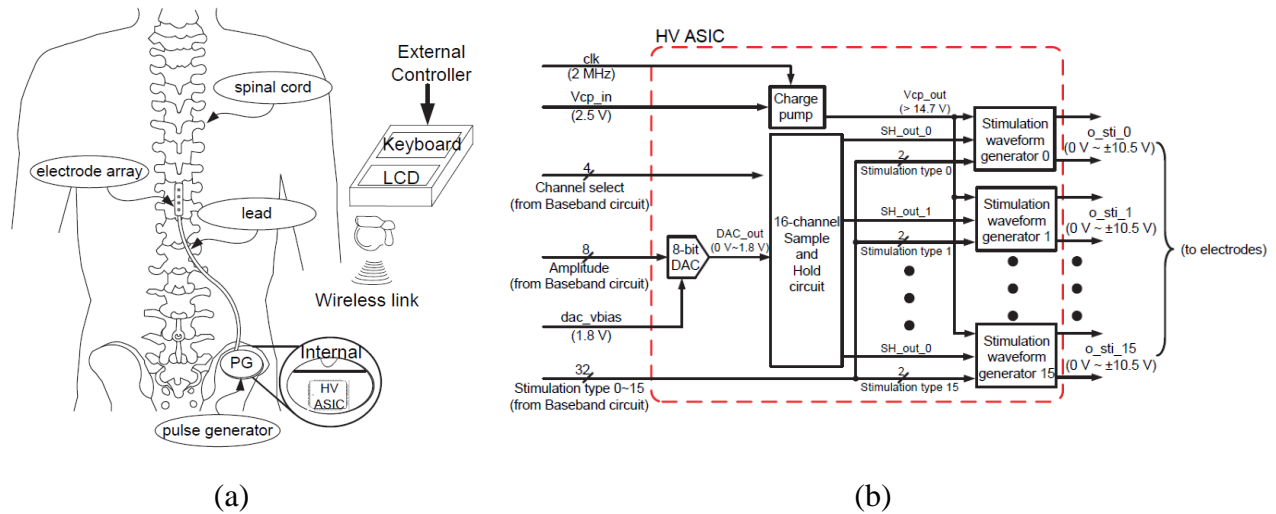 spinal cord
electrode array
lead
External
Controller
Keyboard
LCD
Wireless link
Internal
PG
HV
ASIC
pulse generator
(a)
HV ASIC
clk
(2 MHz)
Vcp_in
(2.5 V)
Charge
pump
Vcp_out
(> 14.7 V)
4
Channel select
(from Baseband circuit)
8
Amplitude
(from Baseband circuit)
8-bit
DAC
DAC_out
(0 V~1.8 V)
dac_vbias
(1.8 V)
32
Stimulation type 0~15
(from Baseband circuit)
16-channel
Sample
and
Hold
circuit
SH_out_0
2
Stimulation type 0
Stimulation
waveform
generator 0
o_sti_0
(0 V ~ ±10.5 V)
SH_out_1
2
Stimulation type 1
Stimulation
waveform
generator 1
o_sti_1
(0 V ~ ±10.5 V)
SH_out_0
2
Stimulation type 15
Stimulation
waveform
generator 15
o_sti_15
(0 V ~ ±10.5 V)
(to electrodes)
(b)